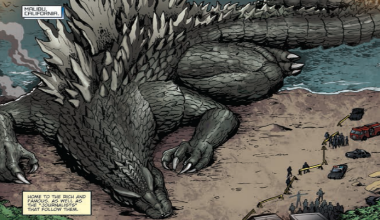 MALIBU,
CALIFORNIA.
HOME TO THE RICH AND
FAMOUS, AS WELL AS
THE "JOURNALISTS"
THAT FOLLOW THEM.